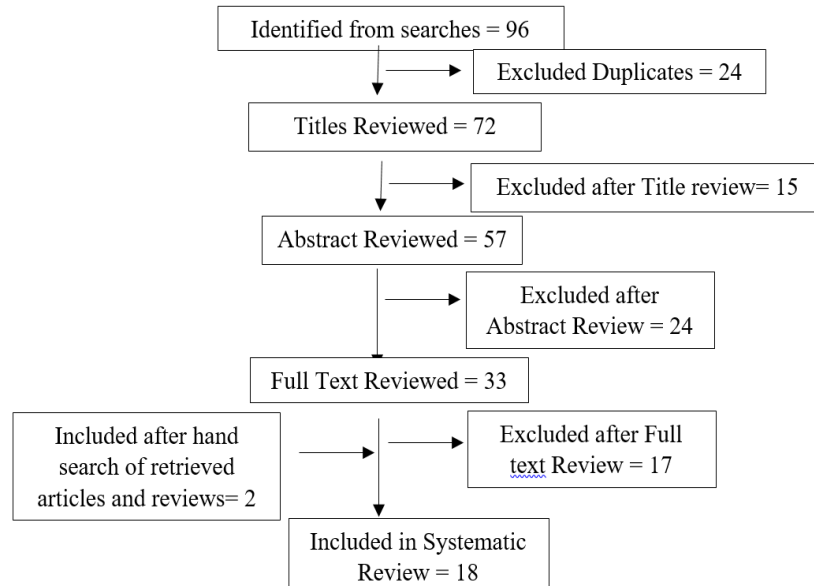 Identified from searches = 96
Excluded Duplicates = 24
Titles Reviewed = 72
Excluded after Title review= 15
Abstract Reviewed = 57
Excluded after
Abstract Review = 24
Full Text Reviewed = 33
Included after hand
search of retrieved
articles and reviews= 2
Excluded after Full
text Review = 17
Included in Systematic
Review = 18